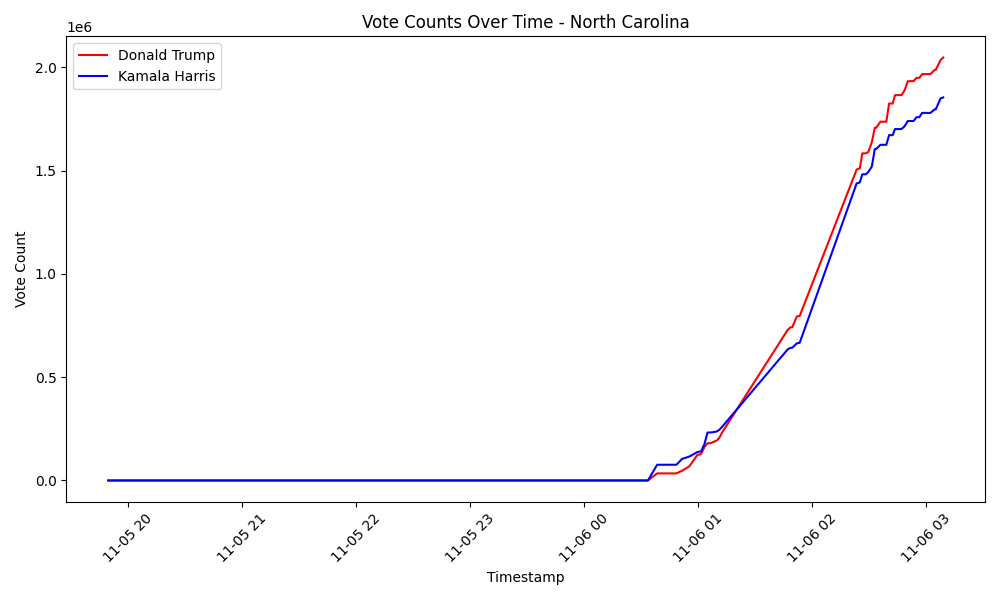 Vote Counts Over Time - North Carolina
1e6
Donald Trump
Kamala Harris
2.0
1.5
1.0
0.5
0.0
Vote Count
11-05 20
11-05 21
11-05 22
11-05 23
11-06 00
11-06 01
11-06 02
11-06 03
Timestamp